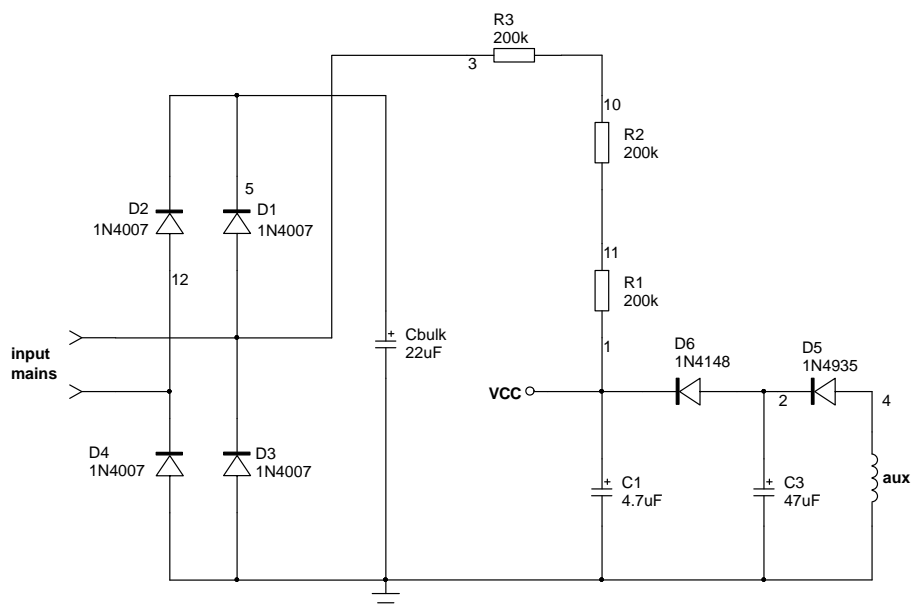 R3
200k
3
10
R2
200k
5
D2
1N4007
D1
1N4007
12
11
R1
200k
input
mains
Cbulk
22uF
+
1
D6
1N4148
D5
1N4935
VCC
2
4
D4
1N4007
D3
1N4007
+
C1
4.7uF
+
C3
47uF
aux